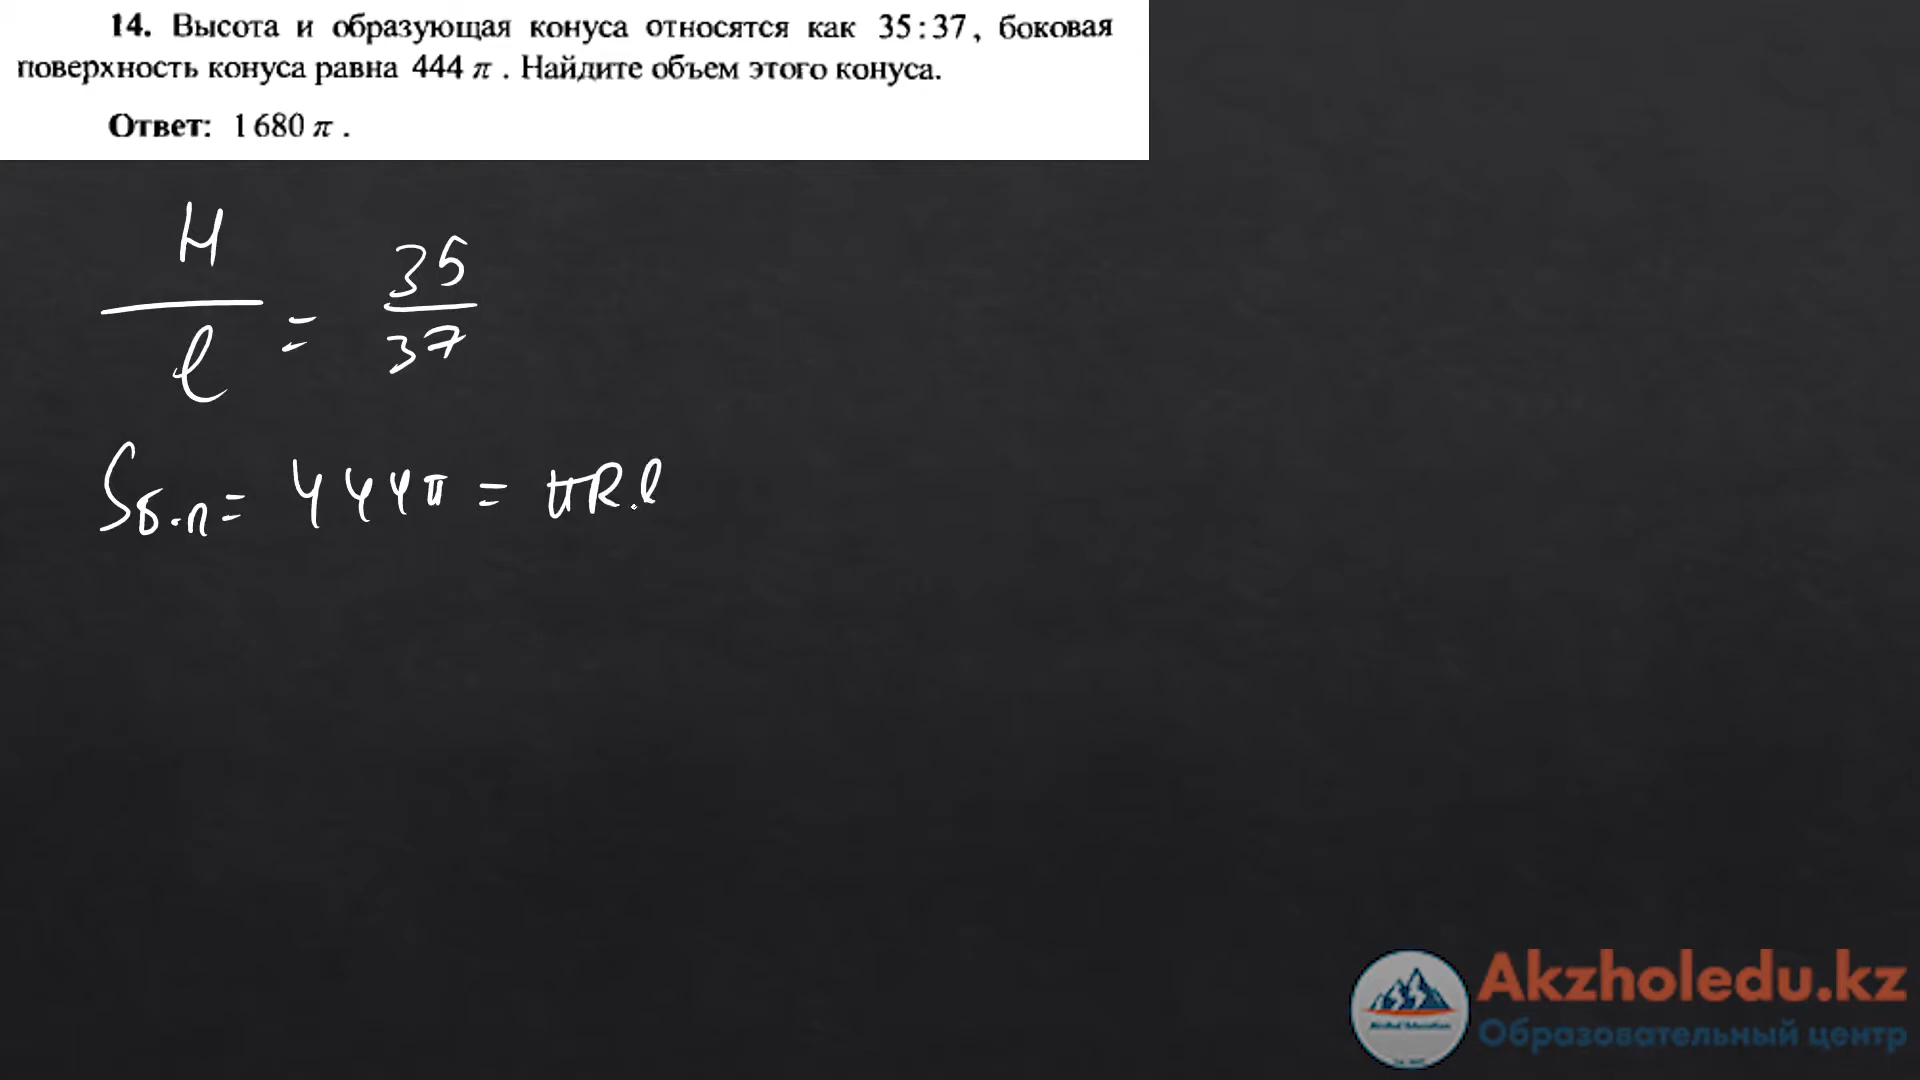 14. Высота и образующая конуса относятся как 35 : 37, боковая
поверхность конуса равна 444 π . Найдите объем этого конуса.
Ответ: 1 680 π .
H
35
=
l
37
Sб.п = 444π = πR.l
Akzholedu.kz
Образовательный центр